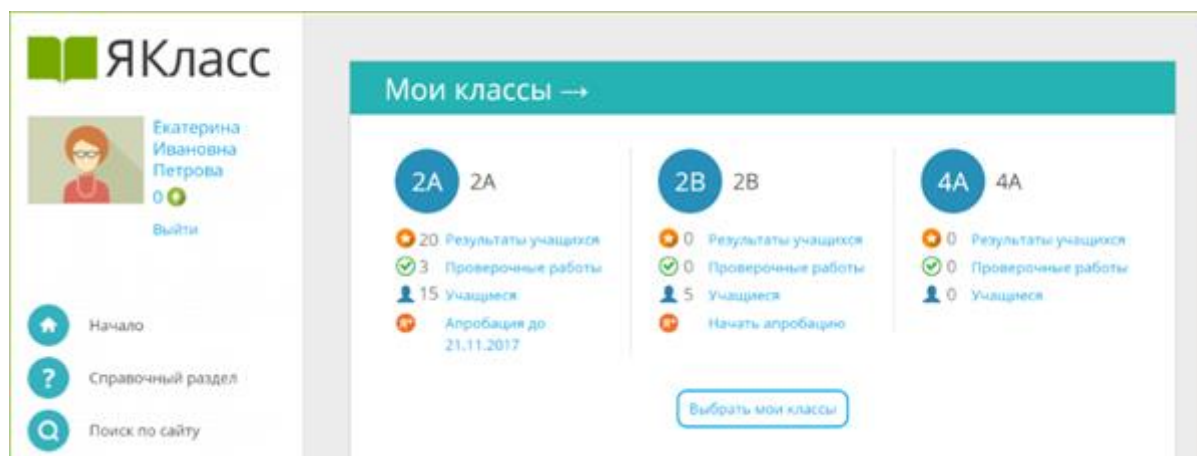 ЯКласс
Екатерина
Ивановна
Петрова
0
Выйти
Начало
?
Справочный раздел
Поиск по сайту
Мои классы →
2А 2А
20 Результаты учащихся
3 Проверочные работы
15 Учащиеся
Я+ Апробация до
21.11.2017
2В 2В
0 Результаты учащихся
0 Проверочные работы
5 Учащиеся
Я+ Начать апробацию
4А 4А
0 Результаты учащихся
0 Проверочные работы
0 Учащиеся
Выбрать мои классы